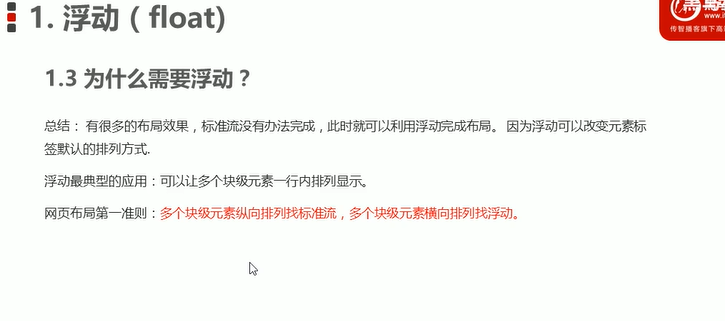 1. 浮动（float)
1.3 为什么需要浮动？
总结： 有很多的布局效果，标准流没有办法完成，此时就可以利用浮动完成布局。 因为浮动可以改变元素标
签默认的排列方式.
浮动最典型的应用：可以让多个块级元素一行内排列显示。
网页布局第一准则：多个块级元素纵向排列找标准流，多个块级元素横向排列找浮动。
传智播客旗下高